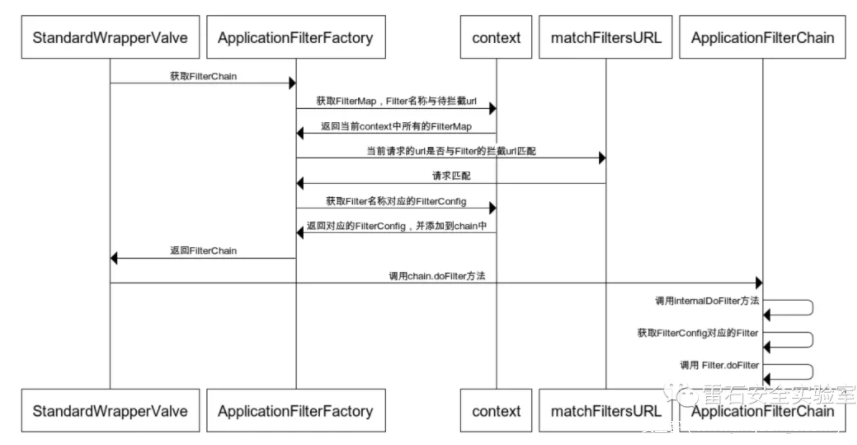 StandardWrapperValve
ApplicationFilterFactory
context
matchFiltersURL
ApplicationFilterChain
获取FilterChain
获取FilterMap，Filter名称与待拦截url
返回当前context中所有的FilterMap
当前请求的url是否与Filter的拦截url匹配
请求匹配
获取Filter名称对应的FilterConfig
返回对应的FilterConfig，并添加到chain中
返回FilterChain
调用chain.doFilter方法
调用internalDoFilter方法
获取FilterConfig对应的Filter
调用 Filter.doFilter
StandardWrapperValve
ApplicationFilterFactory
context
matchFiltersURL
ApplicationFilterChain
雷石安全实验室